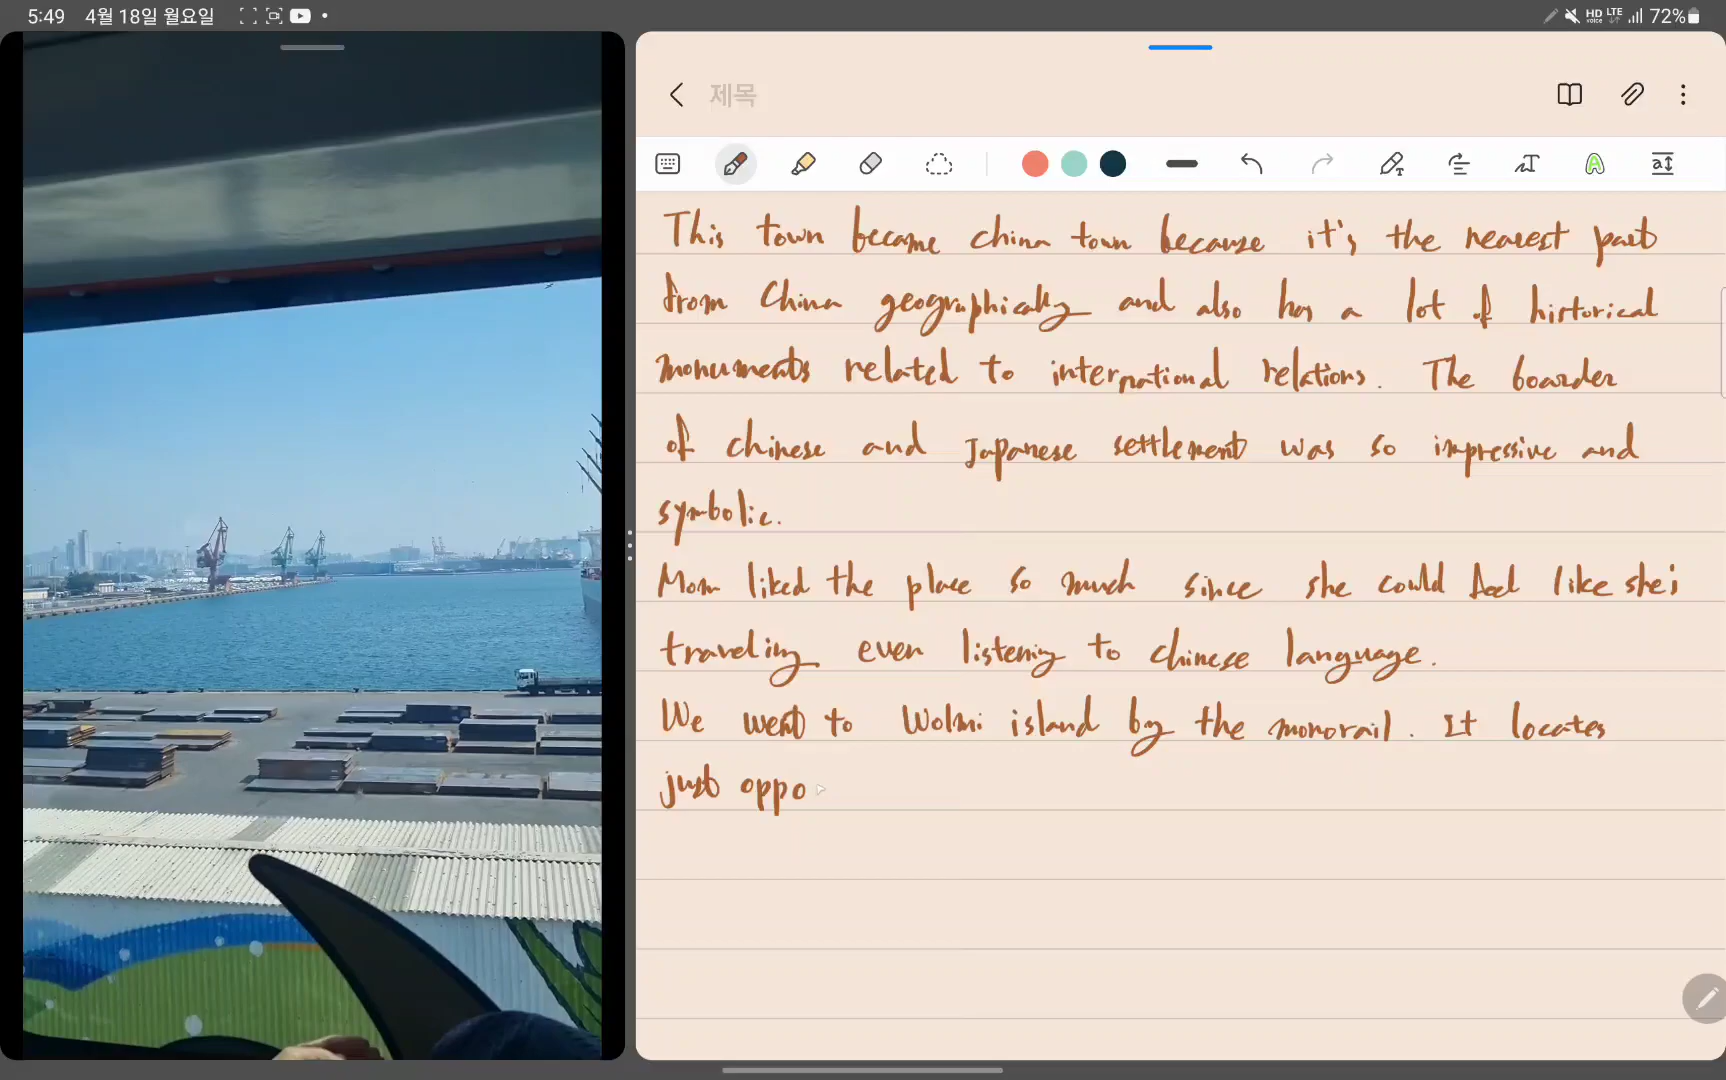 5:49 4월 18일 월요일
HD voice LTE 72%
제목
This town became china town because it's the nearest part
from China geographically and also has a lot of historical
monuments related to international relations. The boarder
of chinese and Japanese settlement was so impressive and
symbolic.
Mom liked the place so much since she could feel like she's
traveling even listening to chinese language.
We went to Wolmi island by the monorail. It locates
just oppo